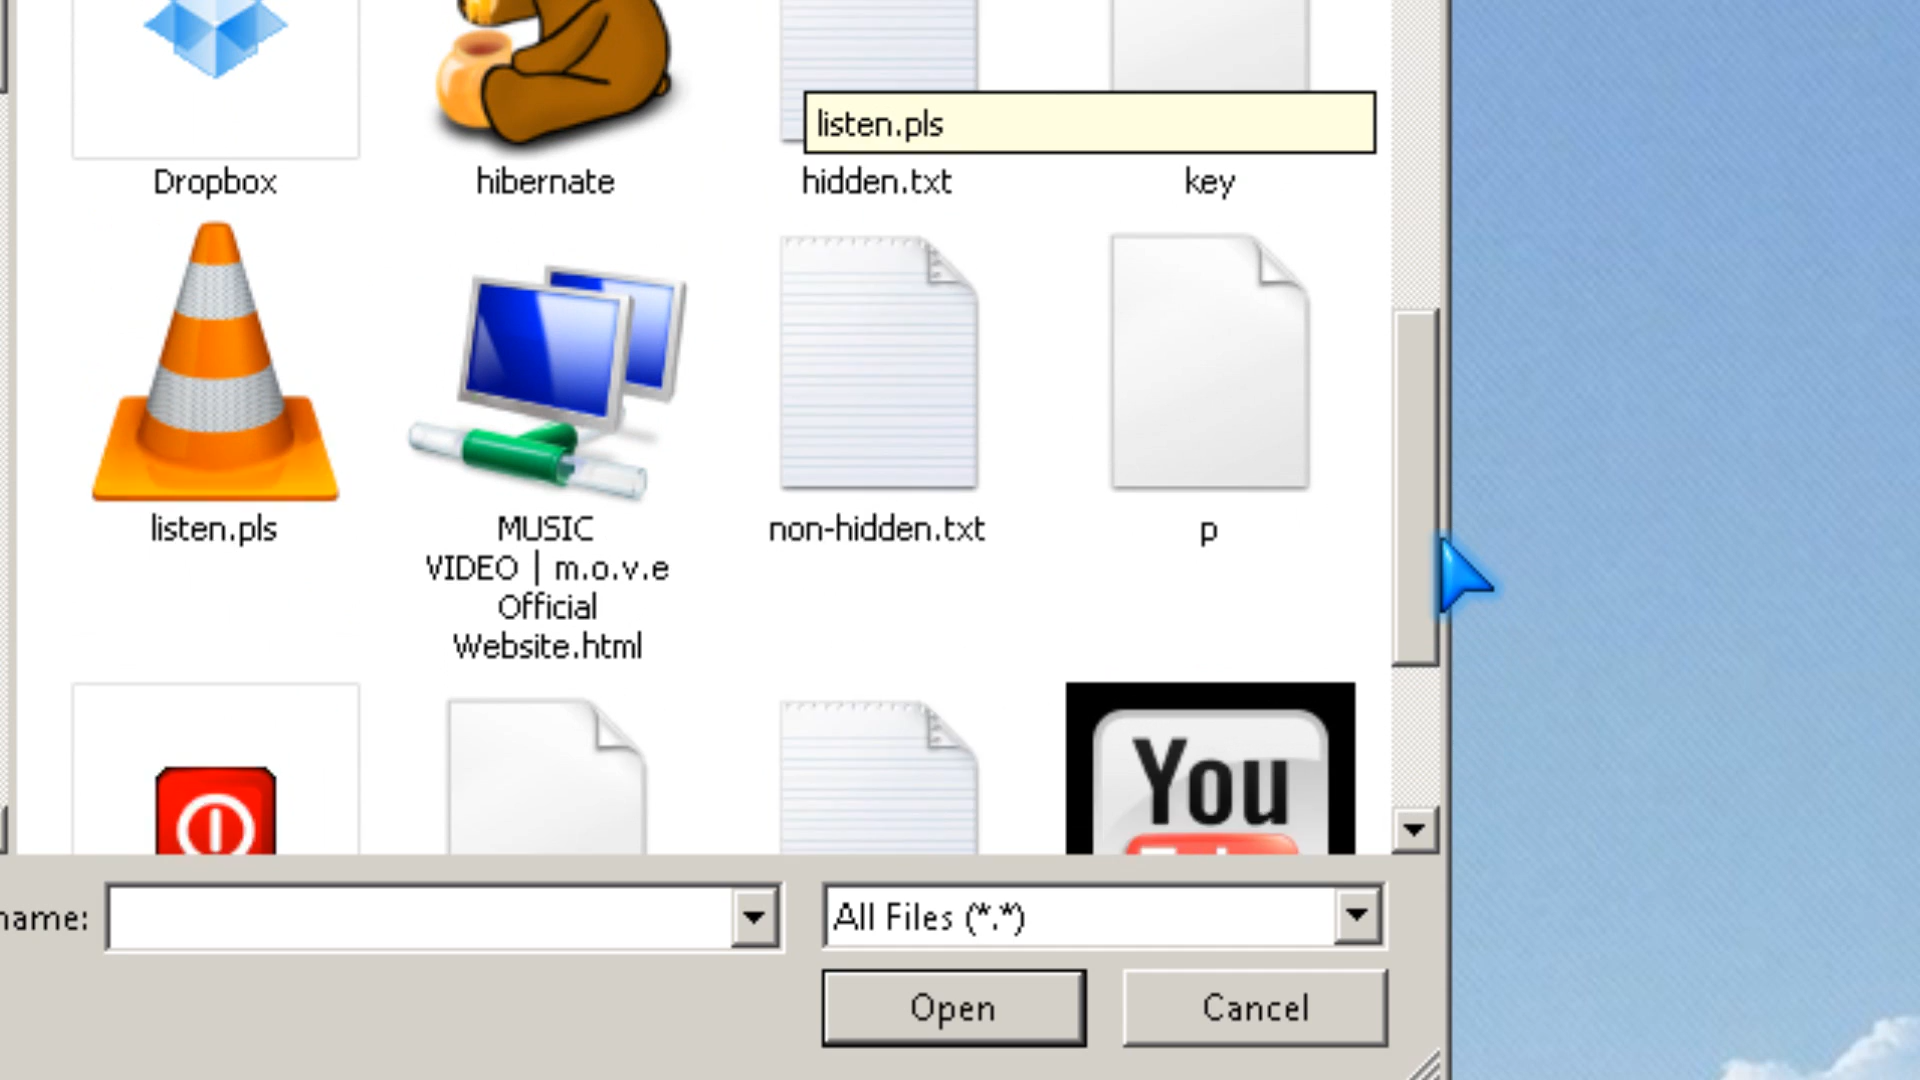 listen.pls
Dropbox
hibernate
hidden.txt
key
listen.pls
MUSIC
VIDEO | m.o.v.e
Official
Website.html
non-hidden.txt
p
You
name:
All Files (*.*)
Open
Cancel